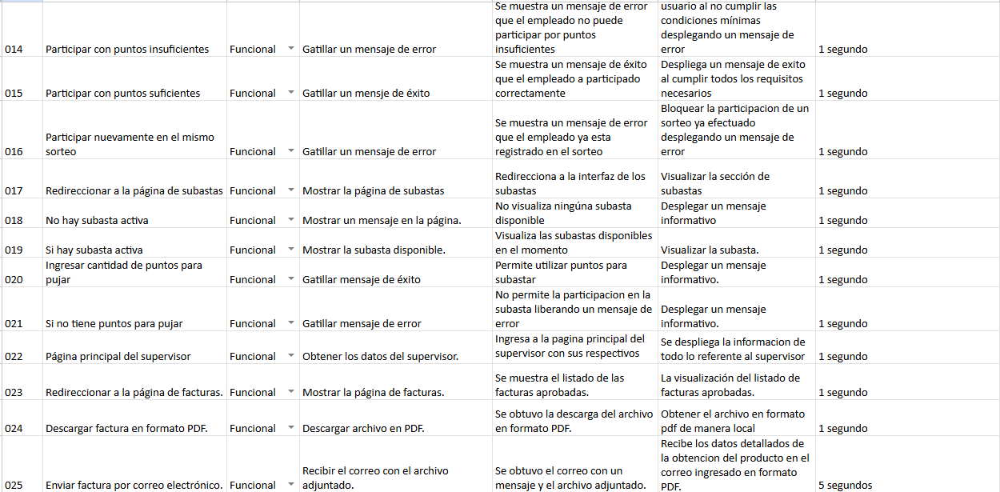 Se muestra un mensaje de error
que el empleado no puede
participar por puntos
insuficientes
usuario al no cumplir las
condiciones mínimas
desplegando un mensaje de
error
014
Participar con puntos insuficientes
Funcional
Gatillar un mensaje de error
1 segundo
Se muestra un mensaje de éxito
que el empleado a participado
correctamente
Despliega un mensaje de exito
al cumplir todos los requisitos
necesarios
015
Participar con puntos suficientes
Funcional
Gatillar un mensje de éxito
1 segundo
016
Participar nuevamente en el mismo
sorteo
Funcional
Gatillar un mensaje de error
Se muestra un mensaje de error
que el empleado ya esta
registrado en el sorteo
Bloquear la participacion de un
sorteo ya efectuado
desplegando un mensaje de
error
1 segundo
017
Redireccionar a la página de subastas
Funcional
Mostrar la página de subastas
Redirecciona a la interfaz de los
subastas
Visualizar la sección de
subastas
1 segundo
018
No hay subasta activa
Funcional
Mostrar un mensaje en la página.
No visualiza ningúna subasta
disponible
Desplegar un mensaje
informativo
1 segundo
019
Si hay subasta activa
Funcional
Mostrar la subasta disponible.
Visualiza las subastas disponibles
en el momento
Visualizar la subasta.
1 segundo
020
Ingresar cantidad de puntos para
pujar
Funcional
Gatillar mensaje de éxito
Permite utilizar puntos para
subastar
Desplegar un mensaje
informativo.
1 segundo
021
Si no tiene puntos para pujar
Funcional
Gatillar mensaje de error
No permite la participacion en la
subasta liberando un mensaje de
error
Desplegar un mensaje
informativo.
1 segundo
022
Página principal del supervisor
Funcional
Obtener los datos del supervisor.
Ingresa a la pagina principal del
supervisor con sus respectivos
Se despliega la informacion de
todo lo referente al supervisor
1 segundo
023
Redireccionar a la página de facturas.
Funcional
Mostrar la página de facturas.
Se muestra el listado de las
facturas aprobadas.
La visualización del listado de
facturas aprobadas.
1 segundo
024
Descargar factura en formato PDF.
Funcional
Descargar archivo en PDF.
Se obtuvo la descarga del archivo
en formato PDF.
Obtener el archivo en formato
pdf de manera local
1 segundo
025
Enviar factura por correo electrónico.
Funcional
Recibir el correo con el archivo
adjuntado.
Se obtuvo el correo con un
mensaje y el archivo adjuntado.
Recibe los datos detallados de
la obtencion del producto en el
correo ingresado en formato
PDF.
5 segundos